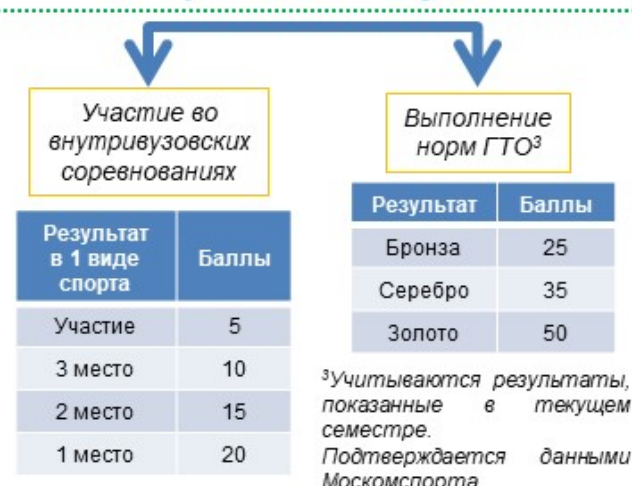 Участие во
внутривузовских
соревнованиях
Результат
в 1 виде
спорта
Баллы
Участие 5
3 место 10
2 место 15
1 место 20
Выполнение
норм ГТО³
Результат Баллы
Бронза 25
Серебро 35
Золото 50
³Учитываются результаты,
показанные в текущем
семестре.
Подтверждается данными
Москомспорта